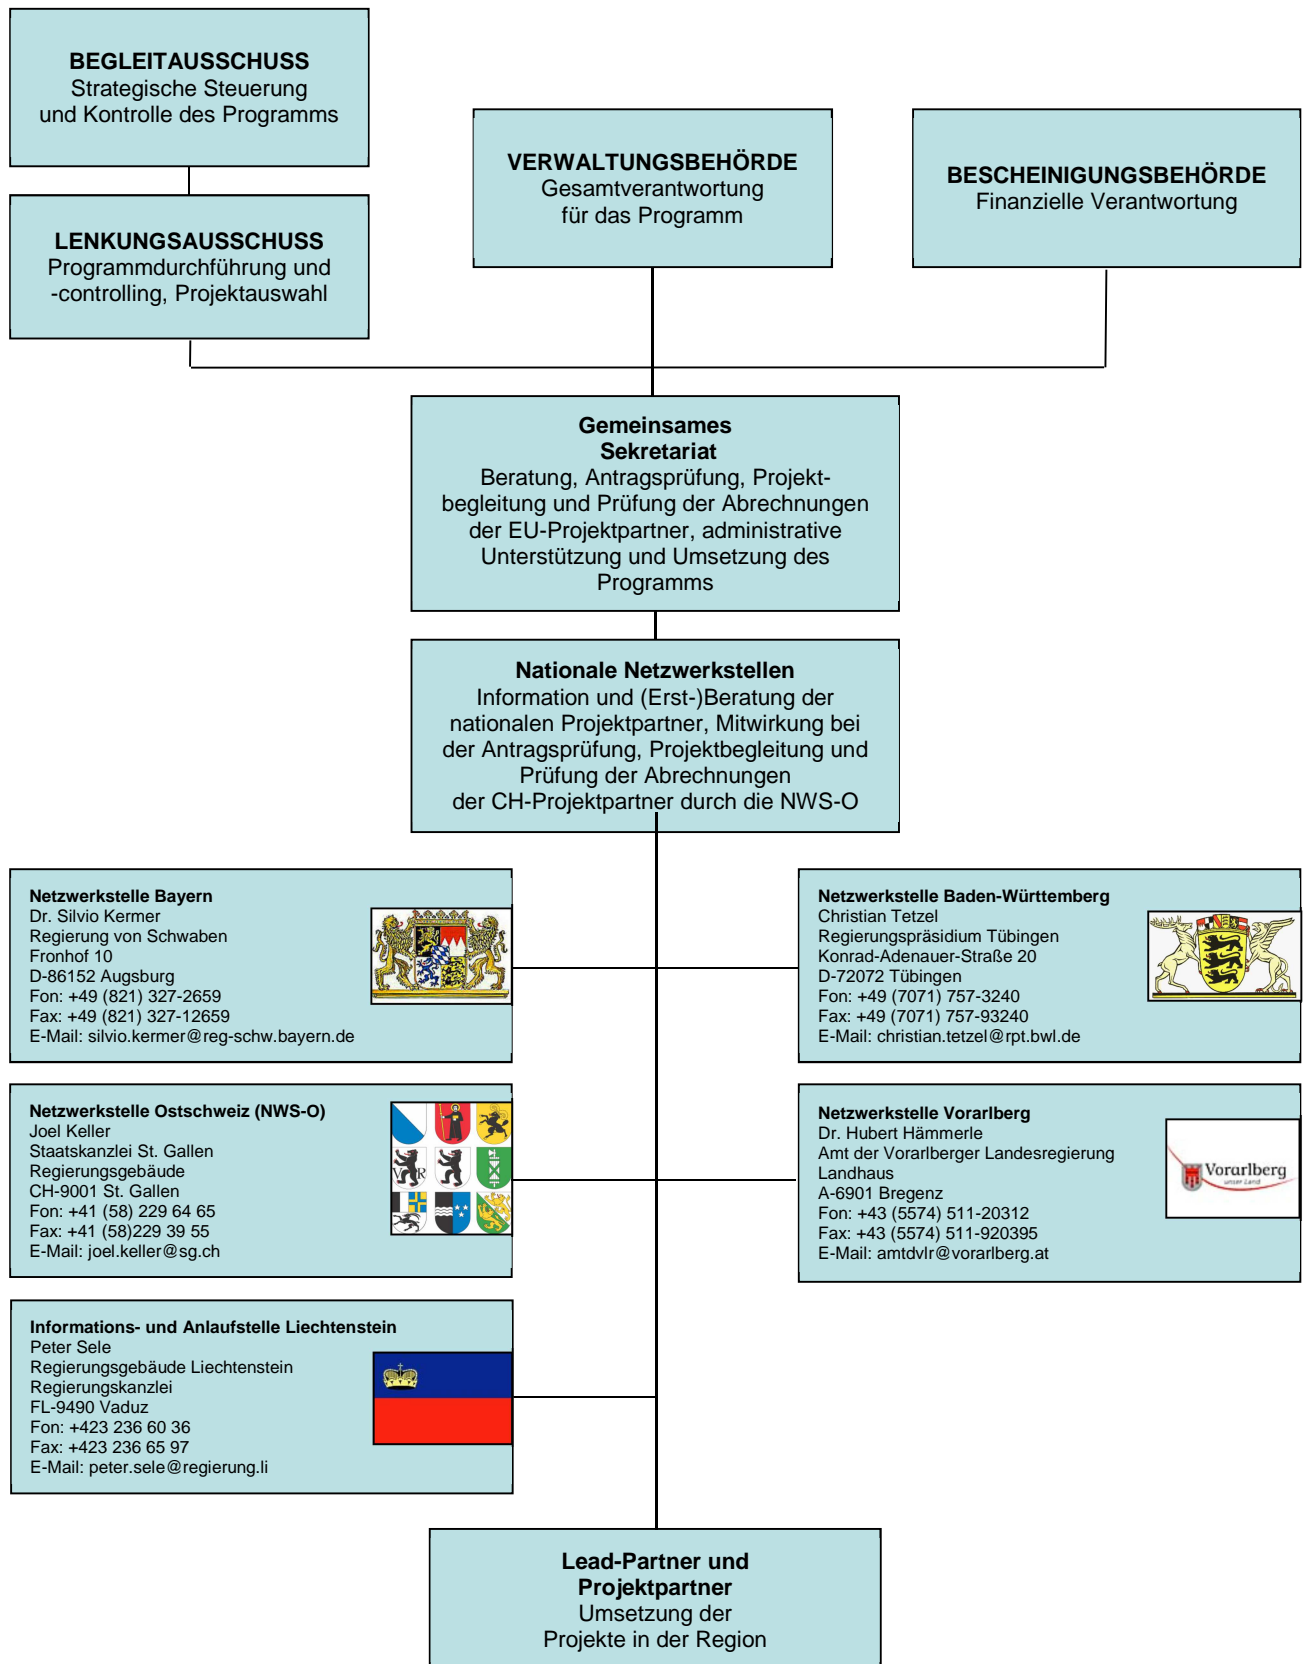 BEGLEITAUSSCHUSS
Strategische Steuerung
und Kontrolle des Programms
LENKUNGSAUSSCHUSS
Programmdurchführung und
-controlling, Projektauswahl
VERWALTUNGSBEHÖRDE
Gesamtverantwortung
für das Programm
BESCHEINIGUNGSBEHÖRDE
Finanzielle Verantwortung
Gemeinsames
Sekretariat
Beratung, Antragsprüfung, Projekt-
begleitung und Prüfung der Abrechnungen
der EU-Projektpartner, administrative
Unterstützung und Umsetzung des
Programms
Nationale Netzwerkstellen
Information und (Erst-)Beratung der
nationalen Projektpartner, Mitwirkung bei
der Antragsprüfung, Projektbegleitung und
Prüfung der Abrechnungen
der CH-Projektpartner durch die NWS-O
Netzwerkstelle Bayern
Dr. Silvio Kermer
Regierung von Schwaben
Fronhof 10
D-86152 Augsburg
Fon: +49 (821) 327-2659
Fax: +49 (821) 327-12659
E-Mail: silvio.kermer@reg-schw.bayern.de
Netzwerkstelle Baden-Württemberg
Christian Tetzel
Regierungspräsidium Tübingen
Konrad-Adenauer-Straße 20
D-72072 Tübingen
Fon: +49 (7071) 757-3240
Fax: +49 (7071) 757-93240
E-Mail: christian.tetzel@rpt.bwl.de
Netzwerkstelle Ostschweiz (NWS-O)
Joel Keller
Staatskanzlei St. Gallen
Regierungsgebäude
CH-9001 St. Gallen
Fon: +41 (58) 229 64 65
Fax: +41 (58)229 39 55
E-Mail: joel.keller@sg.ch
V R
Netzwerkstelle Vorarlberg
Dr. Hubert Hämmerle
Amt der Vorarlberger Landesregierung
Landhaus
A-6901 Bregenz
Fon: +43 (5574) 511-20312
Fax: +43 (5574) 511-920395
E-Mail: amtdvlr@vorarlberg.at
Vorarlberg
unser Land
Informations- und Anlaufstelle Liechtenstein
Peter Sele
Regierungsgebäude Liechtenstein
Regierungskanzlei
FL-9490 Vaduz
Fon: +423 236 60 36
Fax: +423 236 65 97
E-Mail: peter.sele@regierung.li
Lead-Partner und
Projektpartner
Umsetzung der
Projekte in der Region